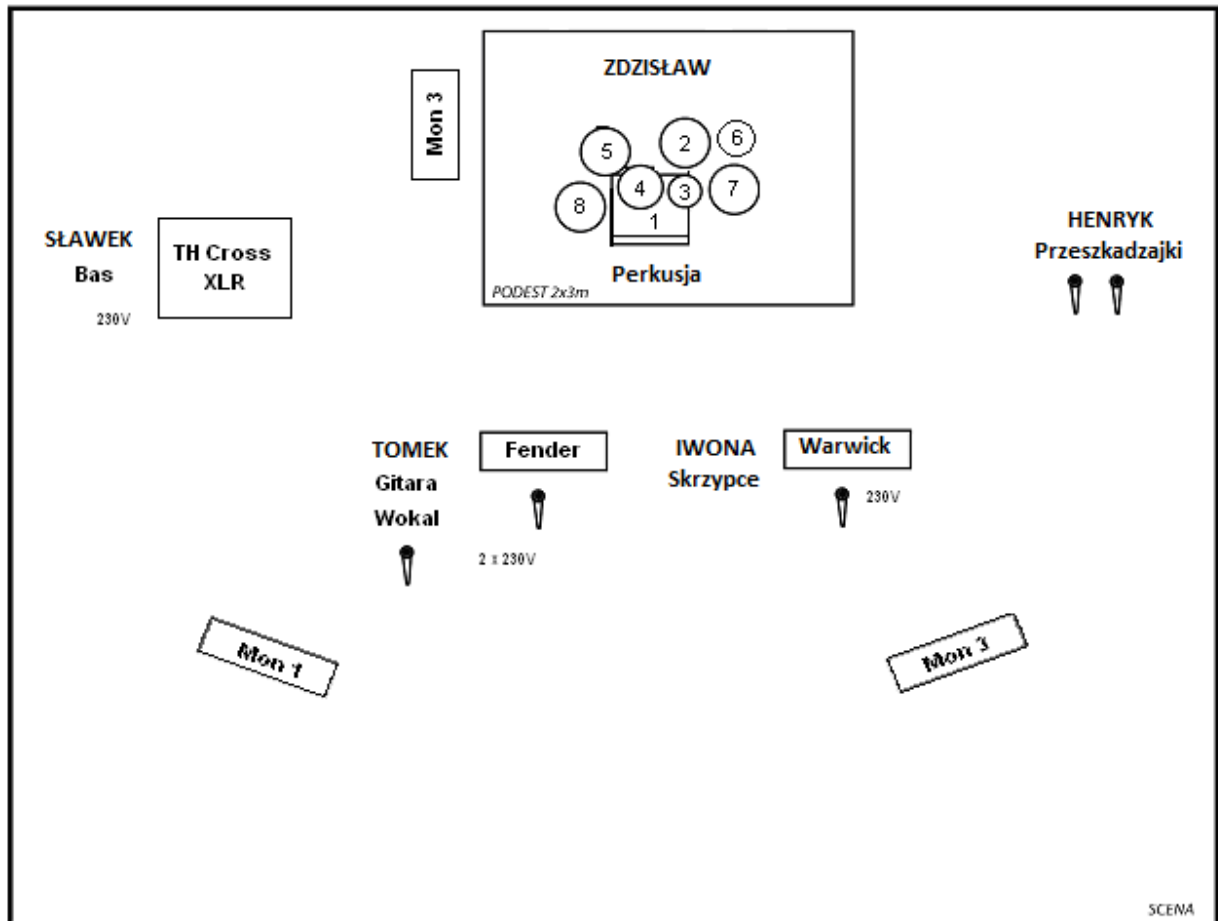 ZDZISŁAW
Mon 3
5
2
6
4
3
7
8
1
Perkusja
PODEST 2x3m
SŁAWEK
Bas
230V
TH Cross
XLR
HENRYK
Przeszkadzajki
TOMEK
Gitara
Wokal
Fender
2 x 230V
IWONA
Skrzypce
Warwick
230V
Mon 1
Mon 3
SCENA